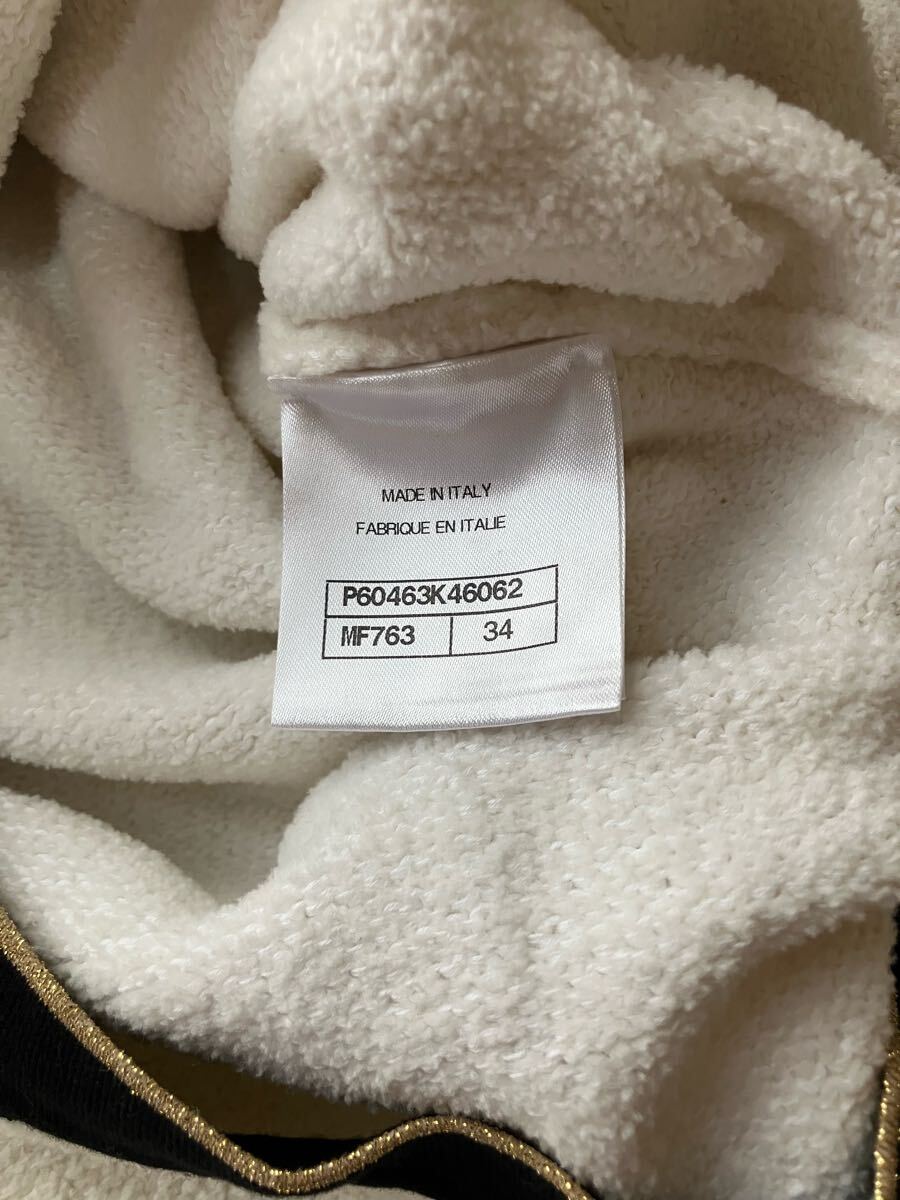 MADE IN ITALY
FABRIQUE EN ITALIE
P60463K46062
MF763 34